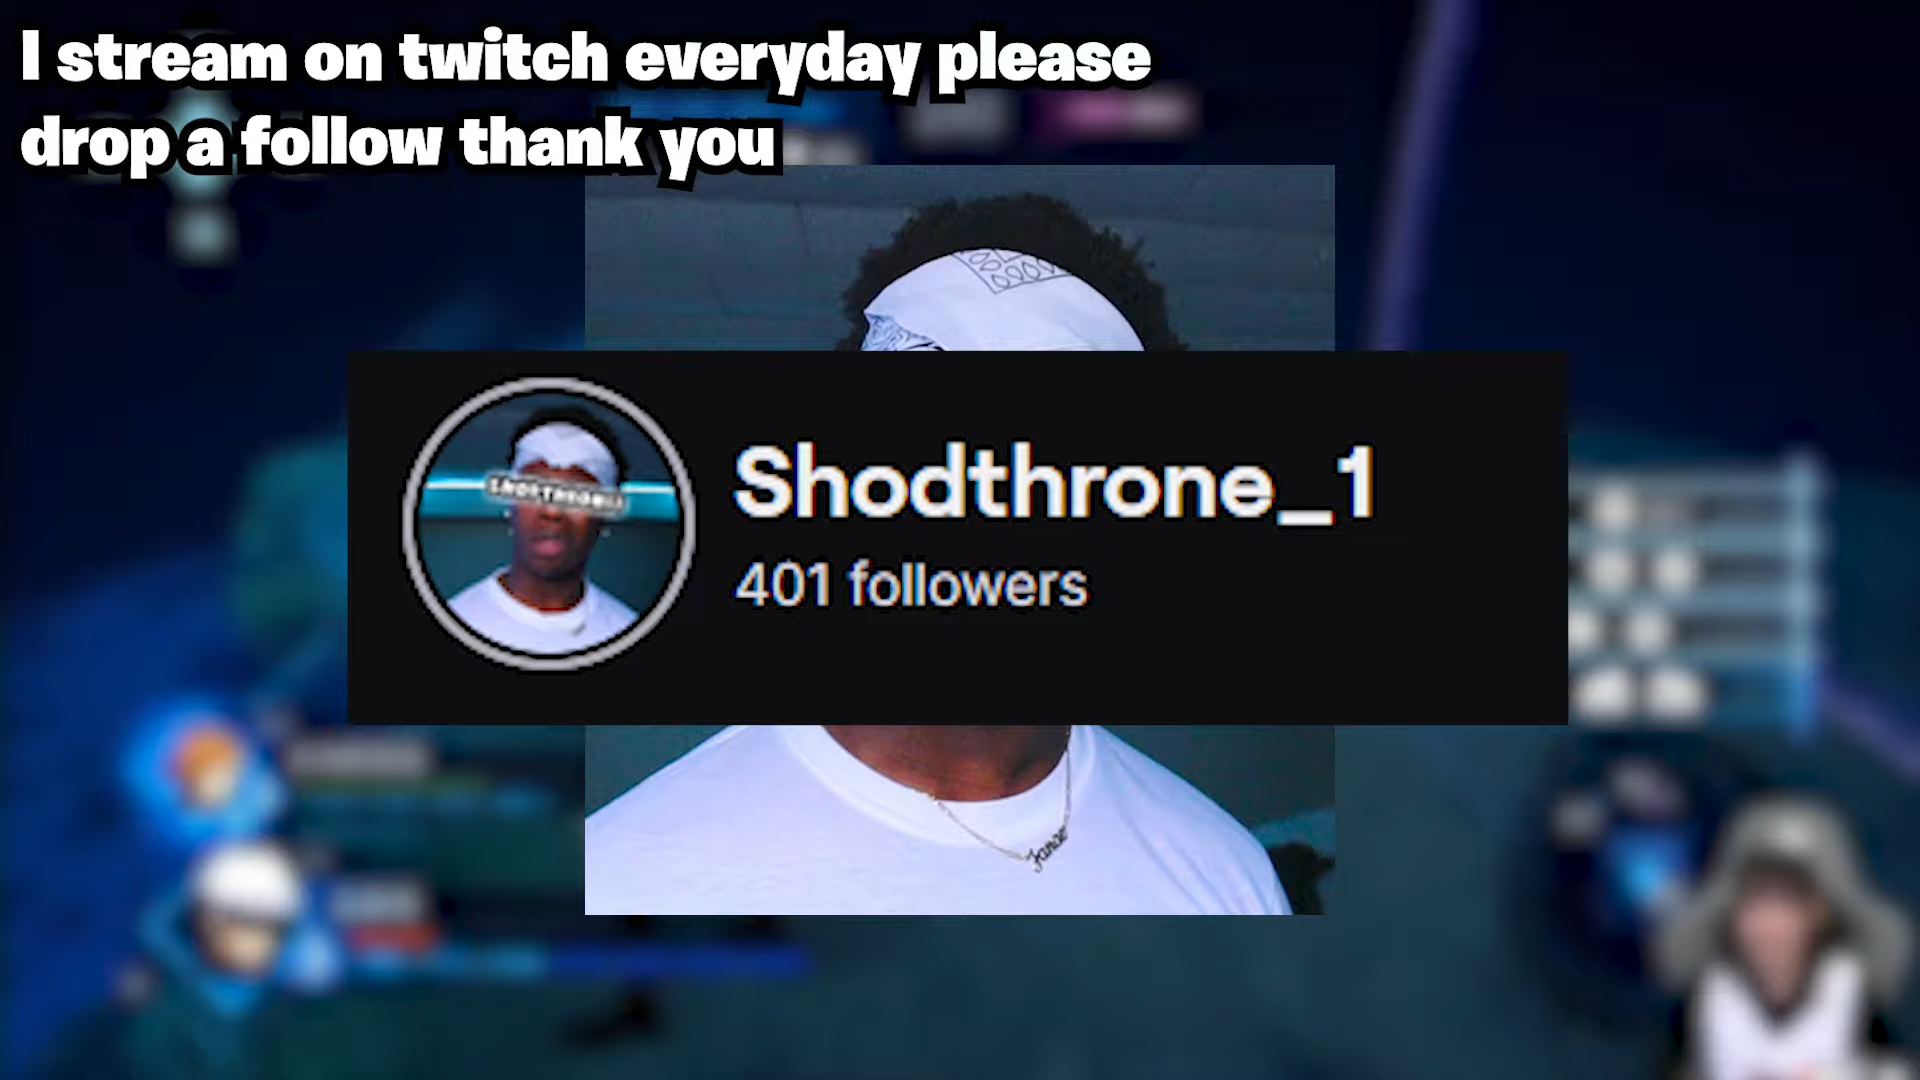 I stream on twitch everyday please
drop a follow thank you
Shodthrone_1
401 followers